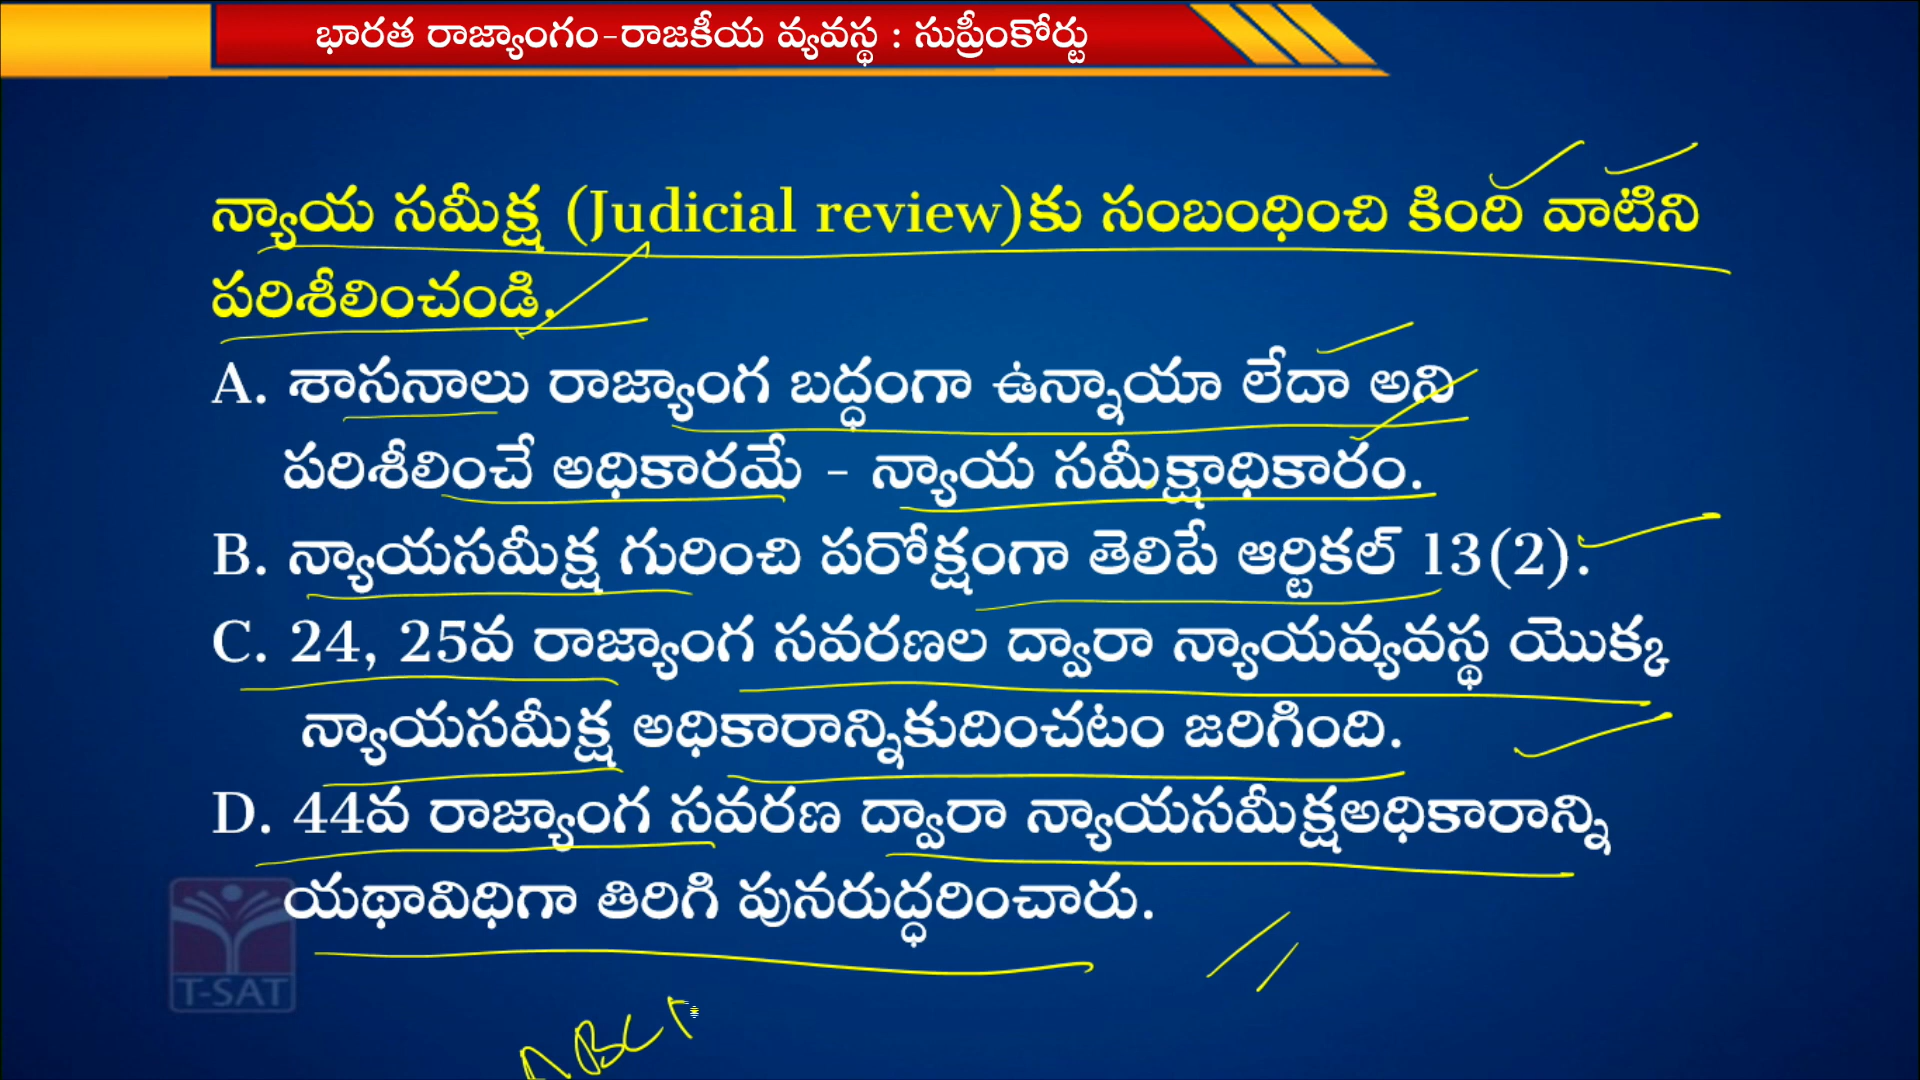 భారత రాజ్యాంగం-రాజకీయ వ్యవస్థ : సుప్రీంకోర్టు
న్యాయ సమీక్ష (Judicial review)కు సంబంధించి కింది వాటిని
పరిశీలించండి.
A. శాసనాలు రాజ్యాంగ బద్ధంగా ఉన్నాయా లేదా అని
పరిశీలించే అధికారమే - న్యాయ సమీక్షాధికారం.
B. న్యాయసమీక్ష గురించి పరోక్షంగా తెలిపే ఆర్టికల్ 13(2).
C. 24, 25వ రాజ్యాంగ సవరణల ద్వారా న్యాయవ్యవస్థ యొక్క
న్యాయసమీక్ష అధికారాన్నికుదించటం జరిగింది.
D. 44వ రాజ్యాంగ సవరణ ద్వారా న్యాయసమీక్షఅధికారాన్ని
యథావిధిగా తిరిగి పునరుద్ధరించారు.
T-SAT
ABC